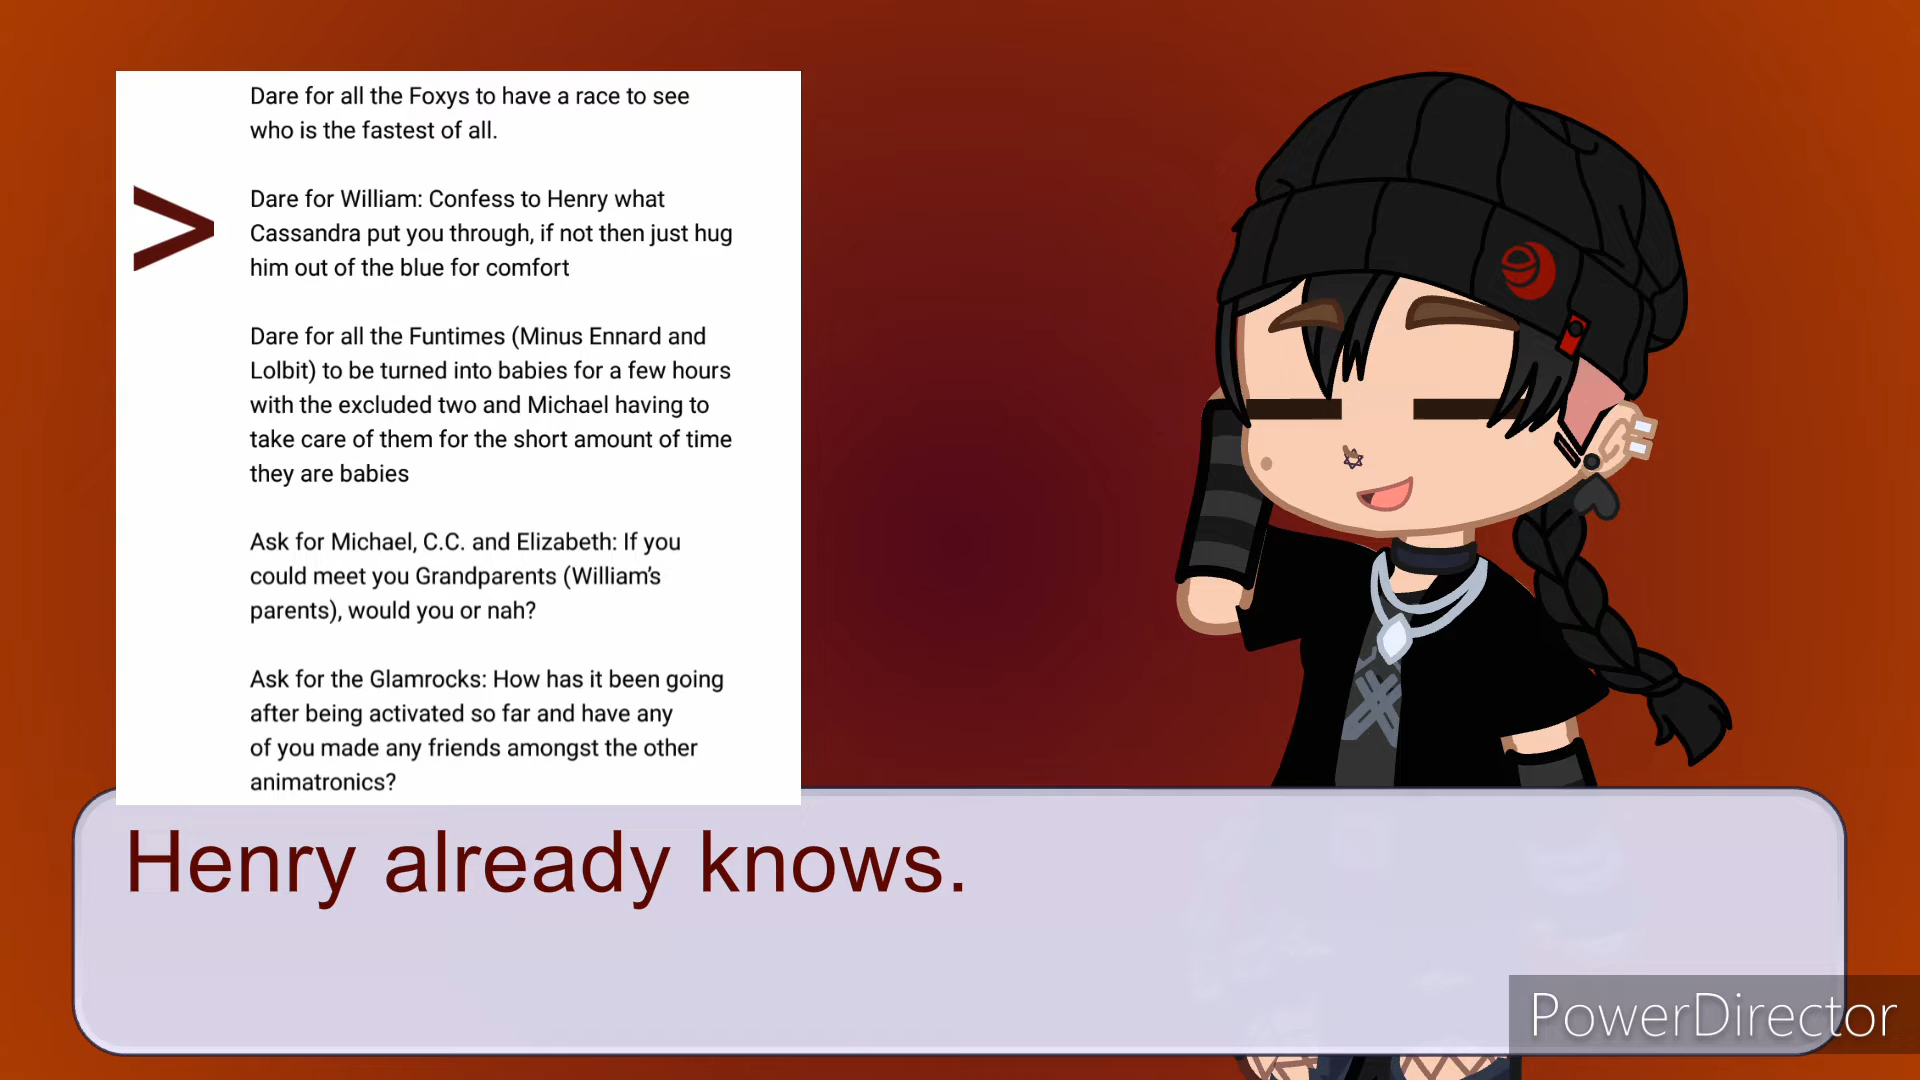 Dare for all the Foxys to have a race to see
who is the fastest of all.
>
Dare for William: Confess to Henry what
Cassandra put you through, if not then just hug
him out of the blue for comfort
Dare for all the Funtimes (Minus Ennard and
Lolbit) to be turned into babies for a few hours
with the excluded two and Michael having to
take care of them for the short amount of time
they are babies
Ask for Michael, C.C. and Elizabeth: If you
could meet you Grandparents (William's
parents), would you or nah?
Ask for the Glamrocks: How has it been going
after being activated so far and have any
of you made any friends amongst the other
animatronics?
Henry already knows.
PowerDirector